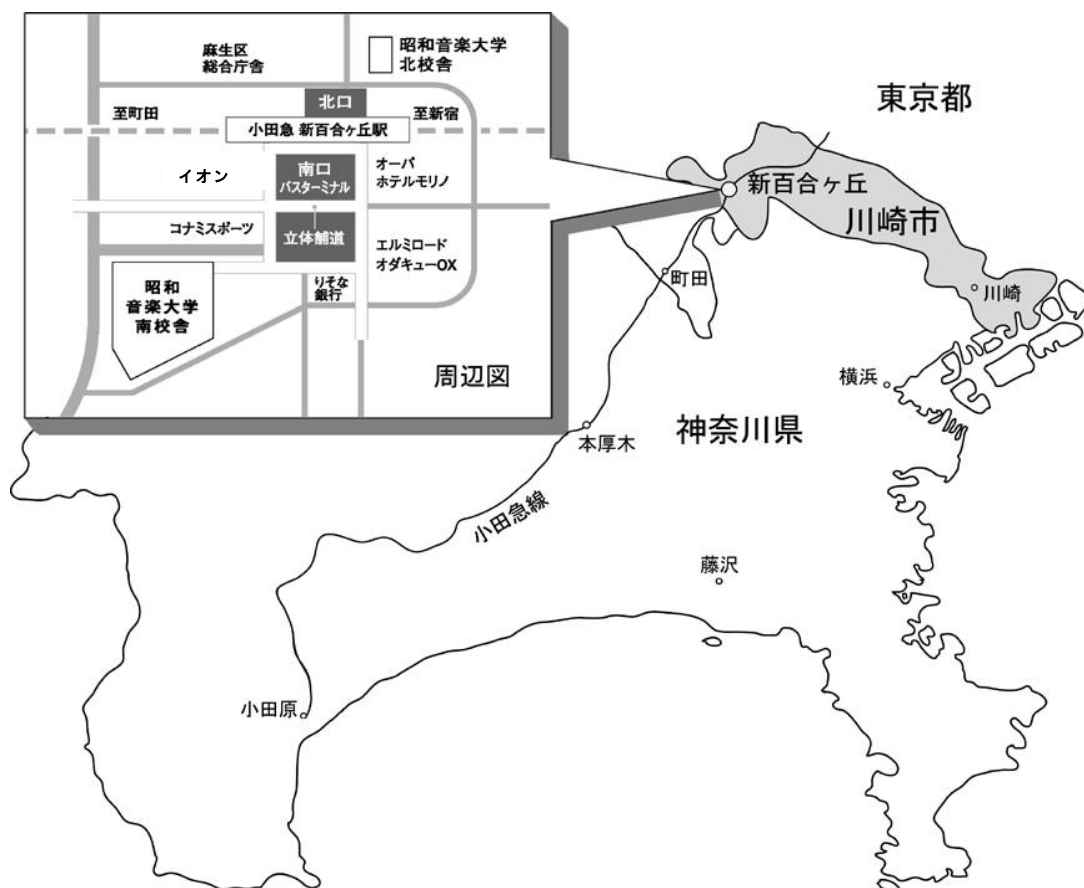 麻生区
総合庁舎
昭和音楽大学
北校舎
北口
至町田
至新宿
小田急 新百合ヶ丘駅
イオン
南口
バスターミナル
オーパ
ホテルモリノ
コナミスポーツ
立体舗道
エルミロード
オダキューOX
りそな
銀行
昭和
音楽大学
南校舎
周辺図
東京都
新百合ヶ丘
川崎市
町田
川崎
横浜
神奈川県
本厚木
小田急線
藤沢
小田原